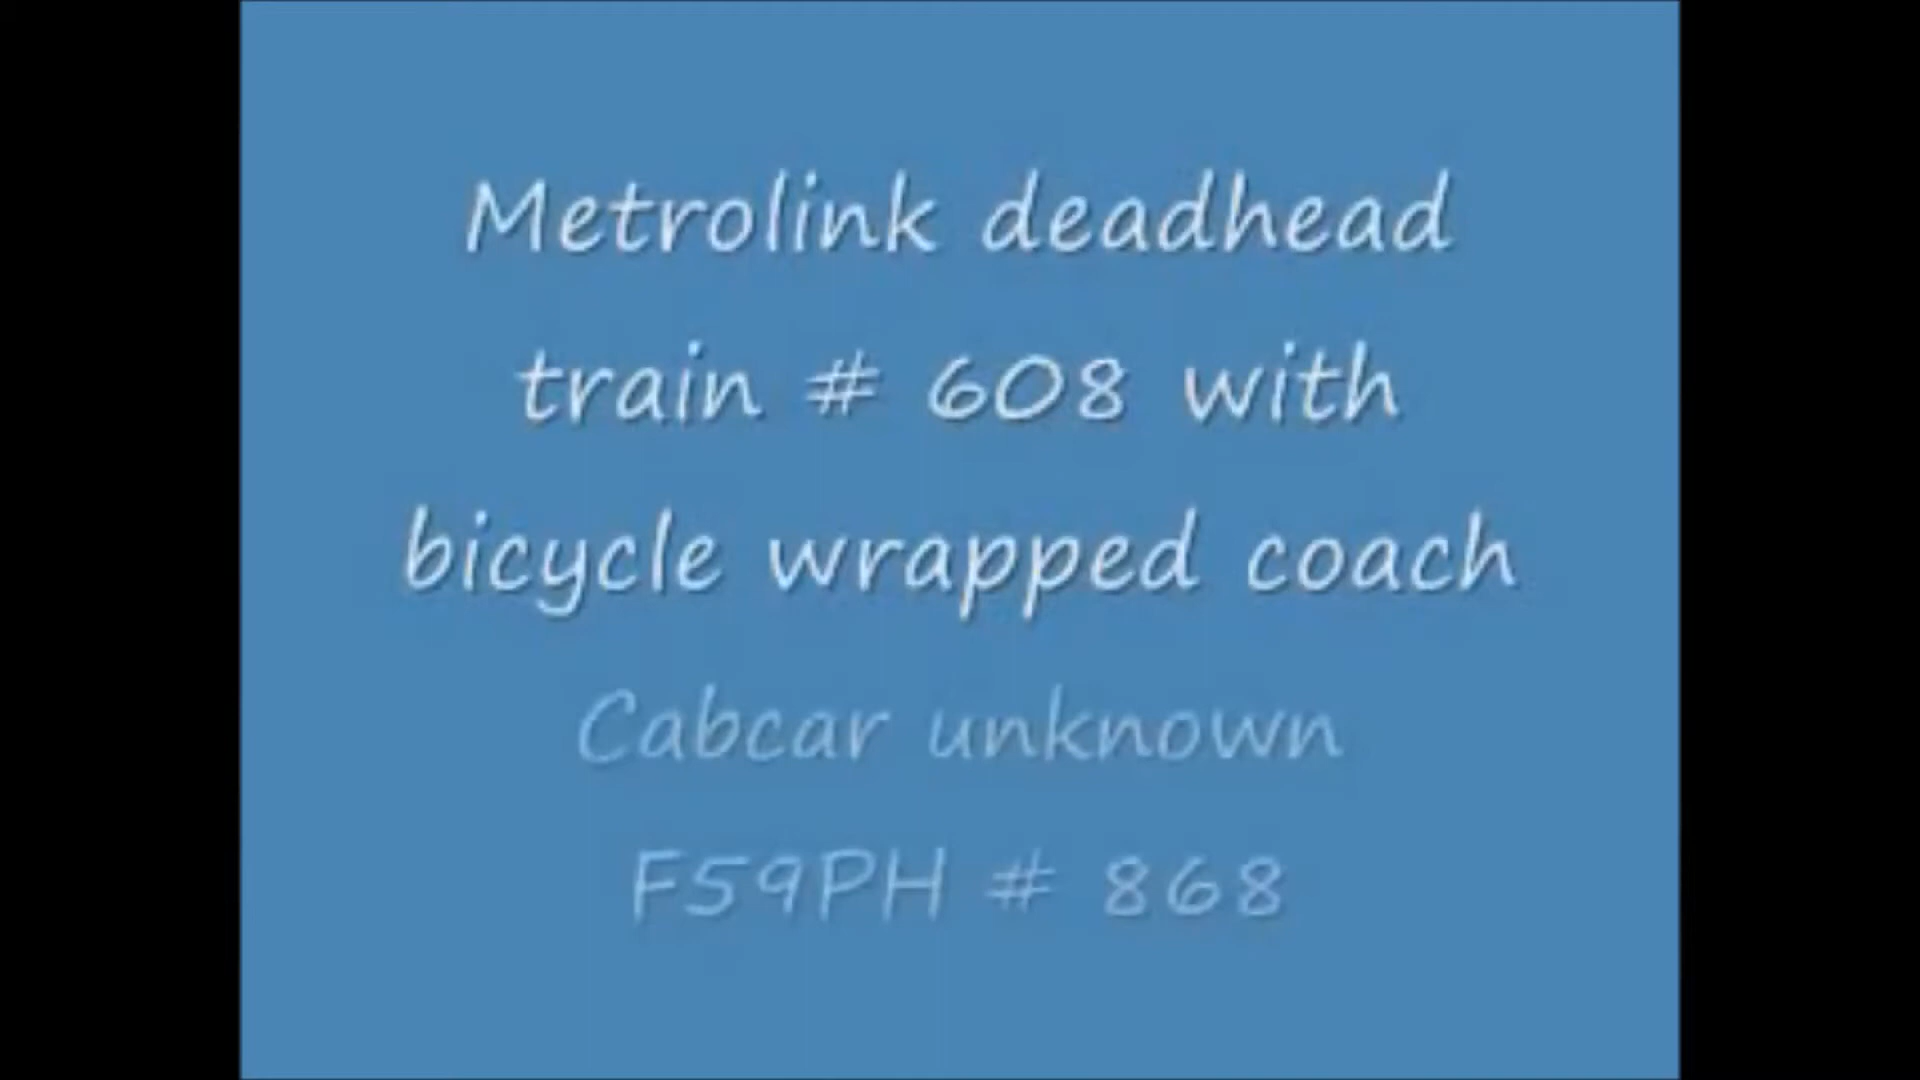 Metrolink deadhead
train # 608 with
bicycle wrapped coach
Cabcar unknown
F59PH # 868